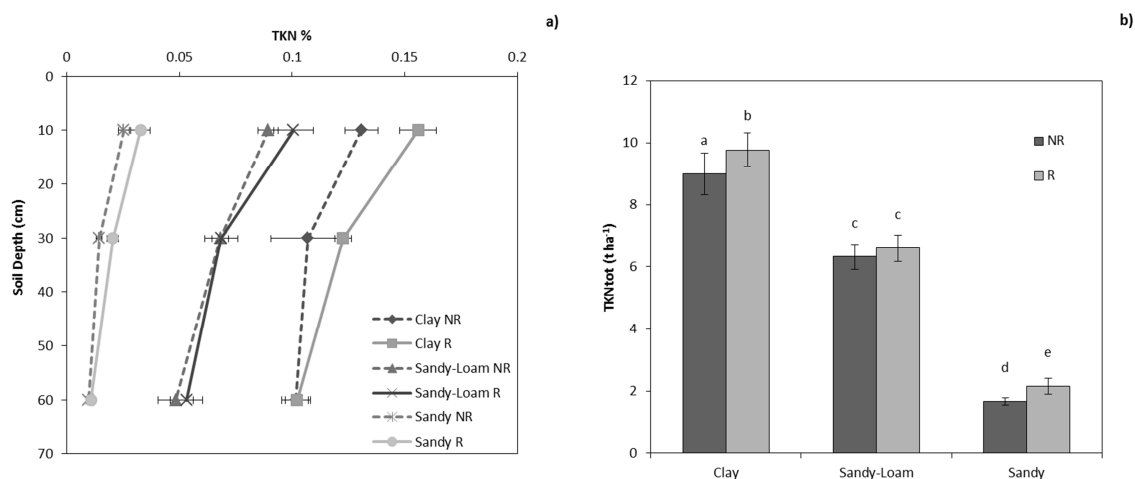 a)
TKN %
0 0.05 0.1 0.15 0.2
0
10
20
30
40
50
60
70
Soil Depth (cm)
Clay NR
Clay R
Sandy-Loam NR
Sandy-Loam R
Sandy NR
Sandy R
b)
12
10
8
6
4
2
0
TKNtot (t ha⁻¹)
a
b
c
c
d
e
NR
R
Clay Sandy-Loam Sandy